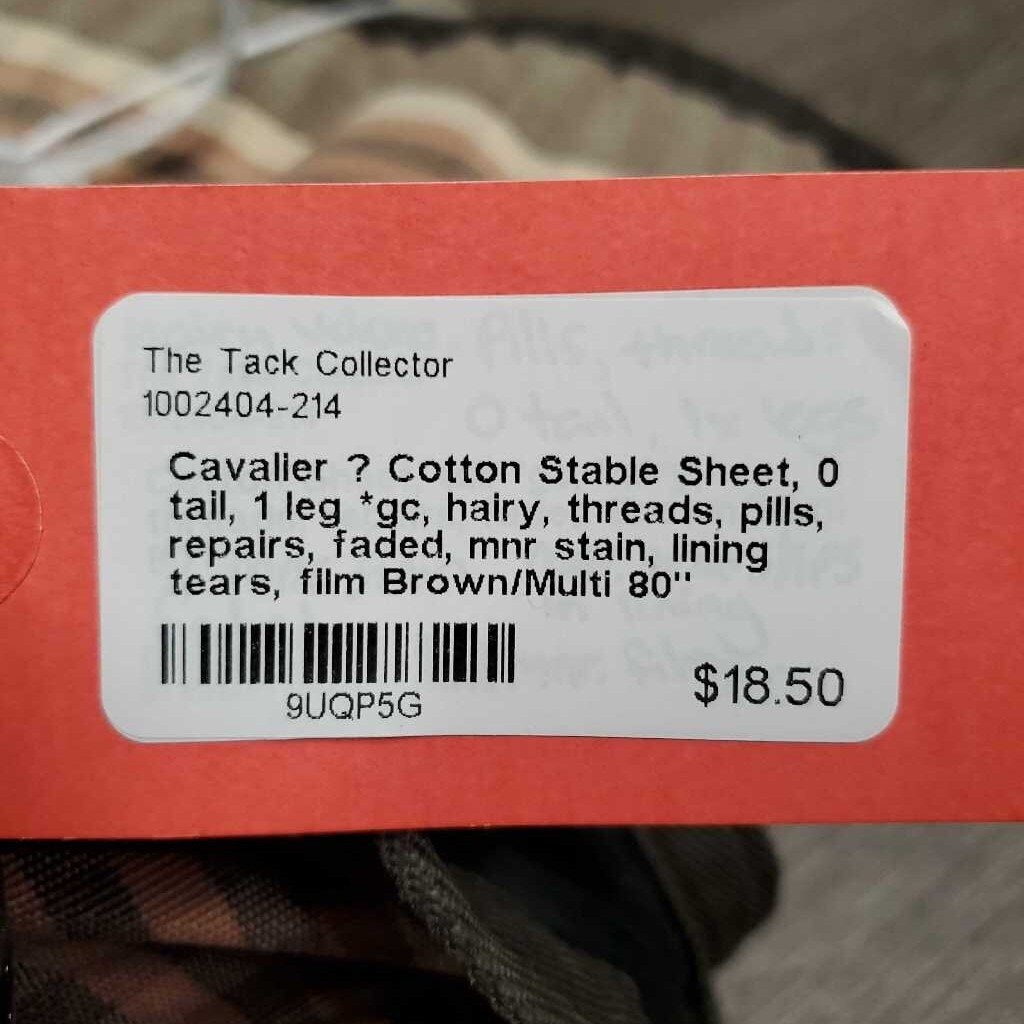 The Tack Collector
1002404-214
Cavalier ? Cotton Stable Sheet, 0
tail, 1 leg *gc, hairy, threads, pills,
repairs, faded, mnr stain, lining
tears, film Brown/Multi 80"
9UQP5G
$18.50